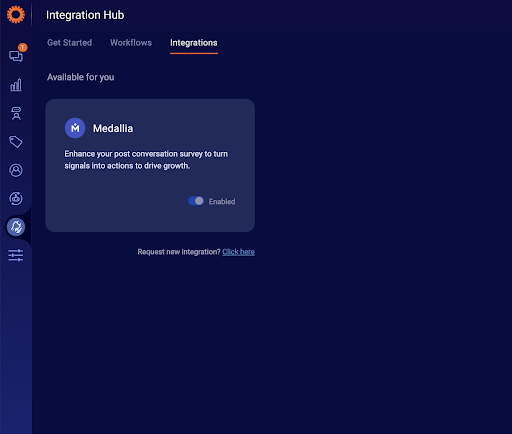 Integration Hub
1
Get Started Workflows Integrations
Available for you
Medallia
Enhance your post conversation survey to turn
signals into actions to drive growth.
Enabled
Request new integration? Click here